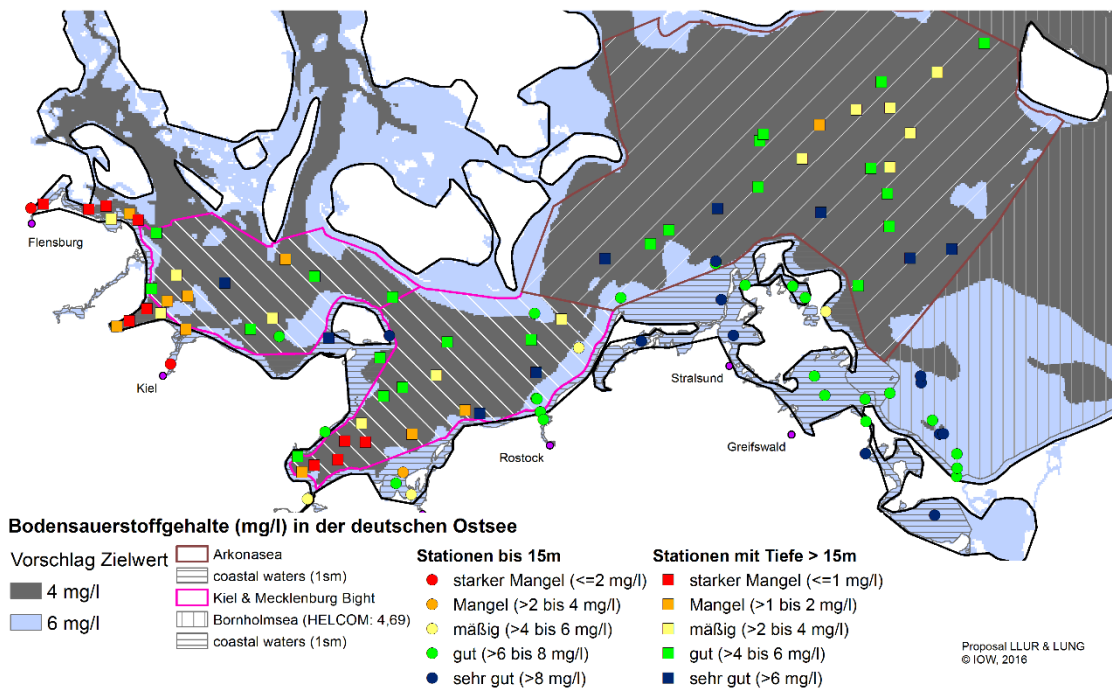 Flensburg
Kiel
Rostock
Stralsund
Greifswald
Bodensauerstoffgehalte (mg/l) in der deutschen Ostsee
Vorschlag Zielwert
4 mg/l
6 mg/l
Arkonasea
coastal waters (1sm)
Kiel & Mecklenburg Bight
Bornholmsea (HELCOM: 4,69)
coastal waters (1sm)
Stationen bis 15m
starker Mangel (<=2 mg/l)
Mangel (>2 bis 4 mg/l)
mäßig (>4 bis 6 mg/l)
gut (>6 bis 8 mg/l)
sehr gut (>8 mg/l)
Stationen mit Tiefe > 15m
starker Mangel (<=1 mg/l)
Mangel (>1 bis 2 mg/l)
mäßig (>2 bis 4 mg/l)
gut (>4 bis 6 mg/l)
sehr gut (>6 mg/l)
Proposal LLUR & LUNG
© IOW, 2016